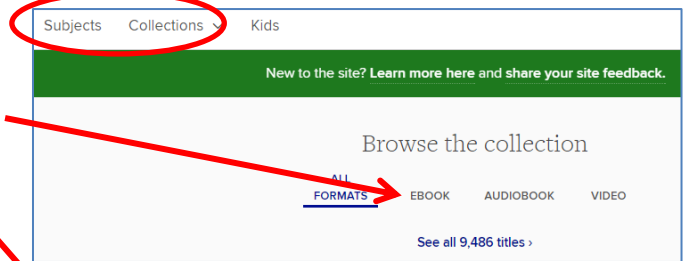 Subjects Collections Kids
New to the site? Learn more here and share your site feedback.
Browse the collection
ALL
FORMATS EBOOK AUDIOBOOK VIDEO
See all 9,486 titles ›